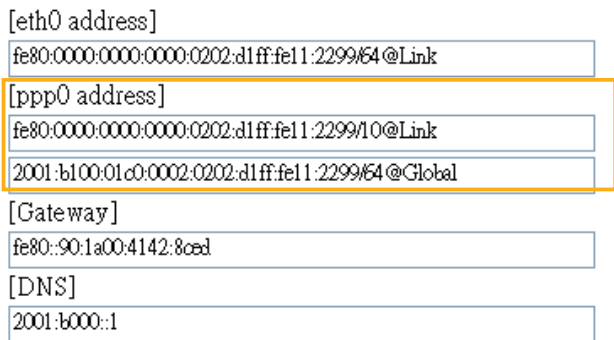 [eth0 address]
fe80:0000:0000:0000:0202:d1ff:fe11:2299/64@Link
[ppp0 address]
fe80:0000:0000:0000:0202:d1ff:fe11:2299/10@Link
2001:b100:01c0:0002:0202:d1ff:fe11:2299/64@Global
[Gateway]
fe80::90:1a00:4142:8ced
[DNS]
2001:b000::1